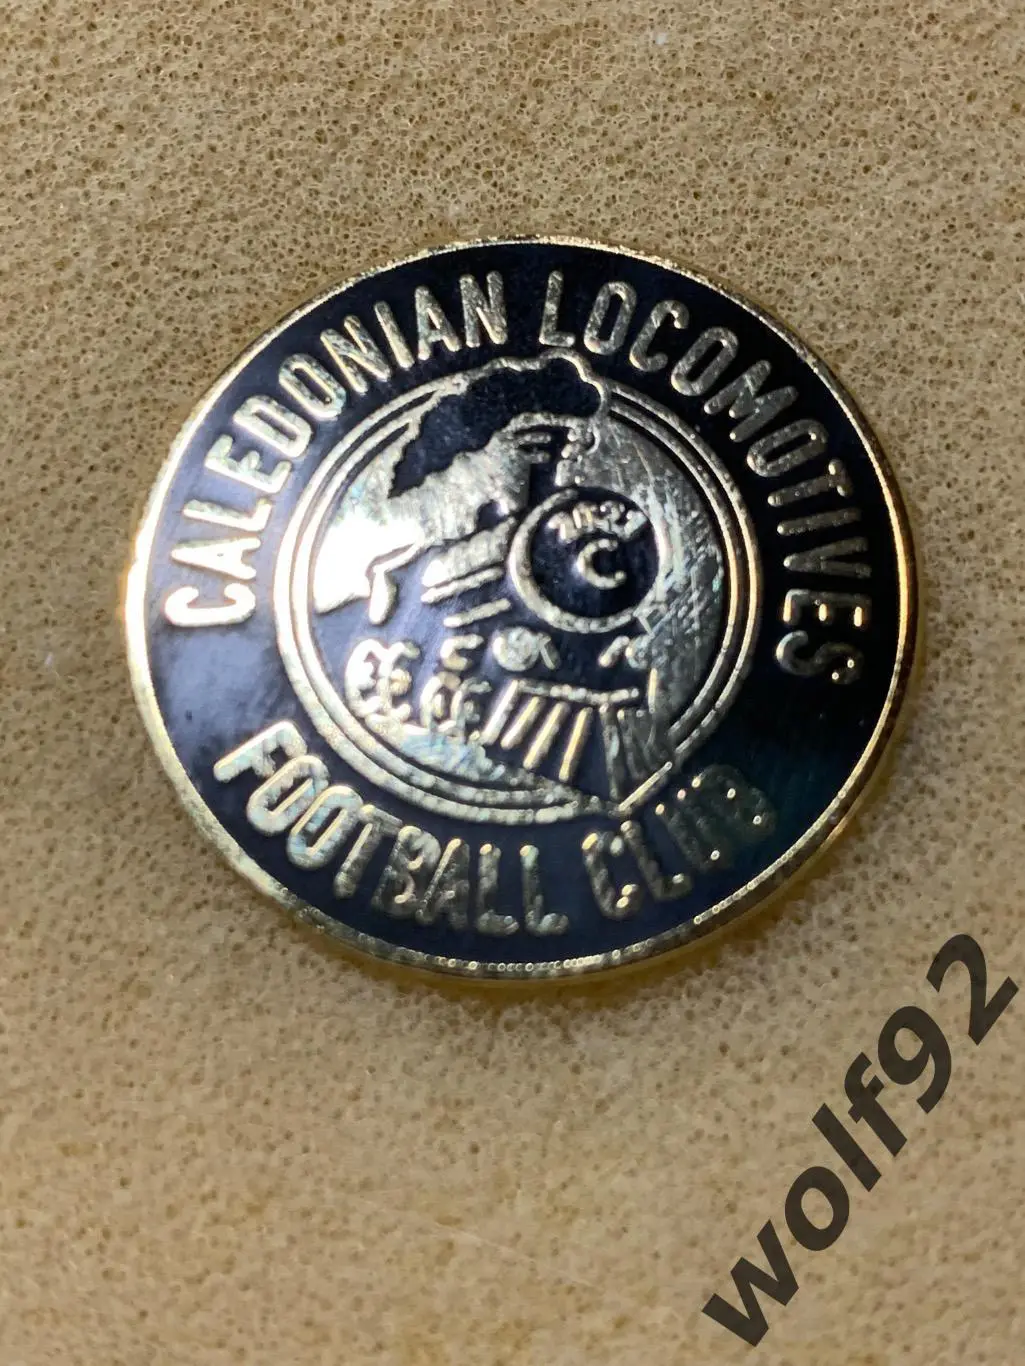 CALEDONIAN LOCOMOTIVES
C
FOOTBALL CLUB
wolf92